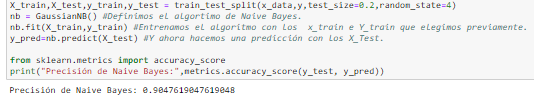 X_train,X_test,y_train,y_test = train_test_split(x_data,y,test_size=0.2,random_state=4)
nb = GaussianNB() #Definimos el algortimo de Naive Bayes.
nb.fit(X_train,y_train) #Entrenamos el algoritmo con los  x_train e Y_train que elegimos previamente.
y_pred=nb.predict(X_test) #Y ahora hacemos una predicción con los X_Test.
from sklearn.metrics import accuracy_score
print("Precisión de Naive Bayes:",metrics.accuracy_score(y_test, y_pred))
Precisión de Naive Bayes: 0.9047619047619048